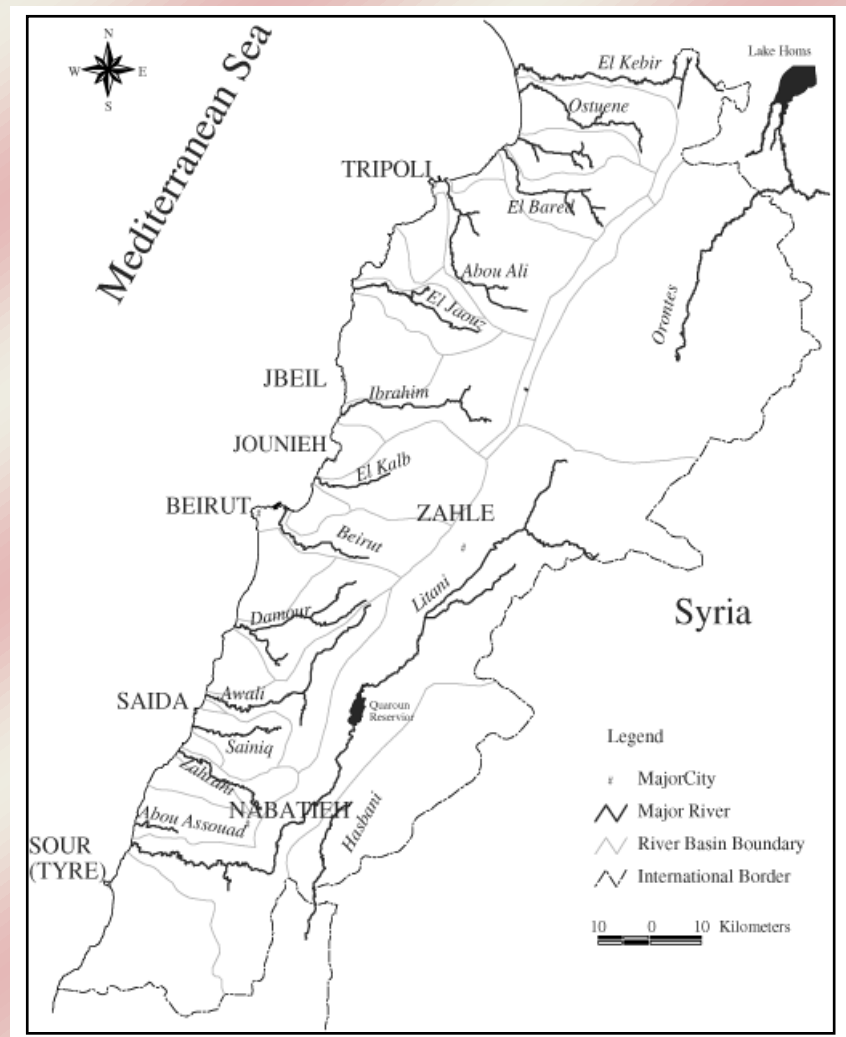 N
W E
S
Mediterranean Sea
Lake Homs
El Kebir
Ostuene
TRIPOLI
El Bared
Abou Ali
El Jaouz
Orontes
JBEIL
Ibrahim
JOUNIEH
El Kalb
BEIRUT
ZAHLE
Beirut
Litani
Damour
Syria
SAIDA
Awali
Quaroun
Reservior
Sainiq
Zahrani
NABATIEH
Abou Assouad
Hasbani
SOUR
(TYRE)
Legend
MajorCity
Major River
River Basin Boundary
International Border
10 0 10 Kilometers